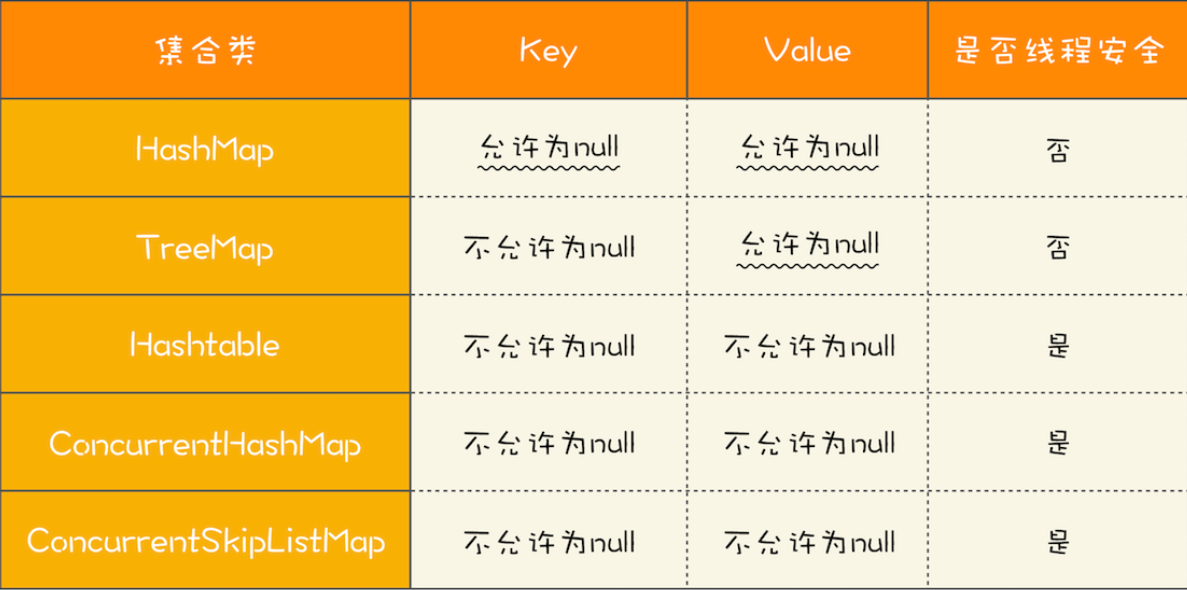 集合类 Key Value 是否线程安全
HashMap 允许为null 允许为null 否
TreeMap 不允许为null 允许为null 否
Hashtable 不允许为null 不允许为null 是
ConcurrentHashMap 不允许为null 不允许为null 是
ConcurrentSkipListMap 不允许为null 不允许为null 是